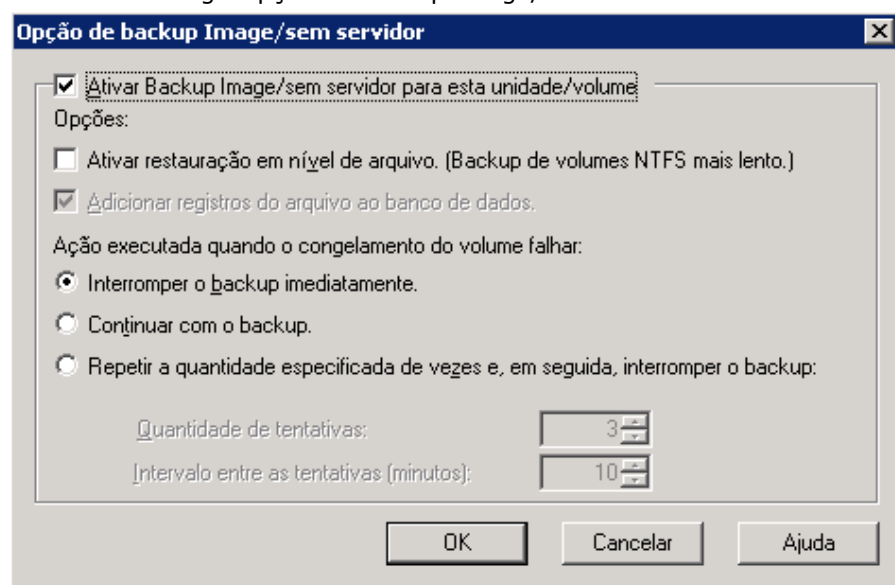 Opção de backup Image/sem servidor
Ativar Backup Image/sem servidor para esta unidade/volume
Opções:
Ativar restauração em nível de arquivo. (Backup de volumes NTFS mais lento.)
Adicionar registros do arquivo ao banco de dados.
Ação executada quando o congelamento do volume falhar:
Interromper o backup imediatamente.
Continuar com o backup.
Repetir a quantidade especificada de vezes e, em seguida, interromper o backup:
Quantidade de tentativas: 3
Intervalo entre as tentativas (minutos): 10
OK Cancelar Ajuda